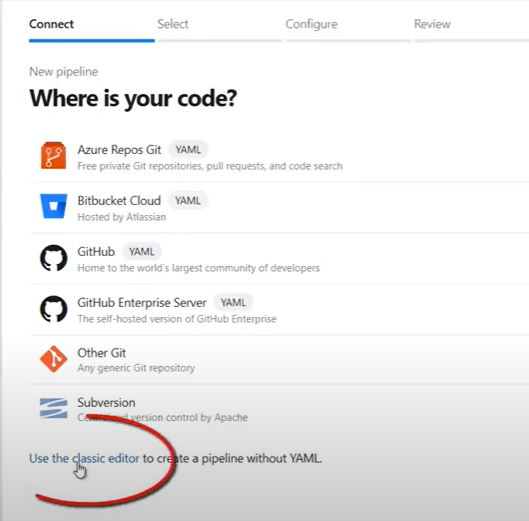 Connect Select Configure Review
New pipeline
Where is your code?
Azure Repos Git YAML
Free private Git repositories, pull requests, and code search
Bitbucket Cloud YAML
Hosted by Atlassian
GitHub YAML
Home to the world's largest community of developers
GitHub Enterprise Server YAML
The self-hosted version of GitHub Enterprise
Other Git
Any generic Git repository
Subversion
Centralized version control by Apache
Use the classic editor to create a pipeline without YAML.